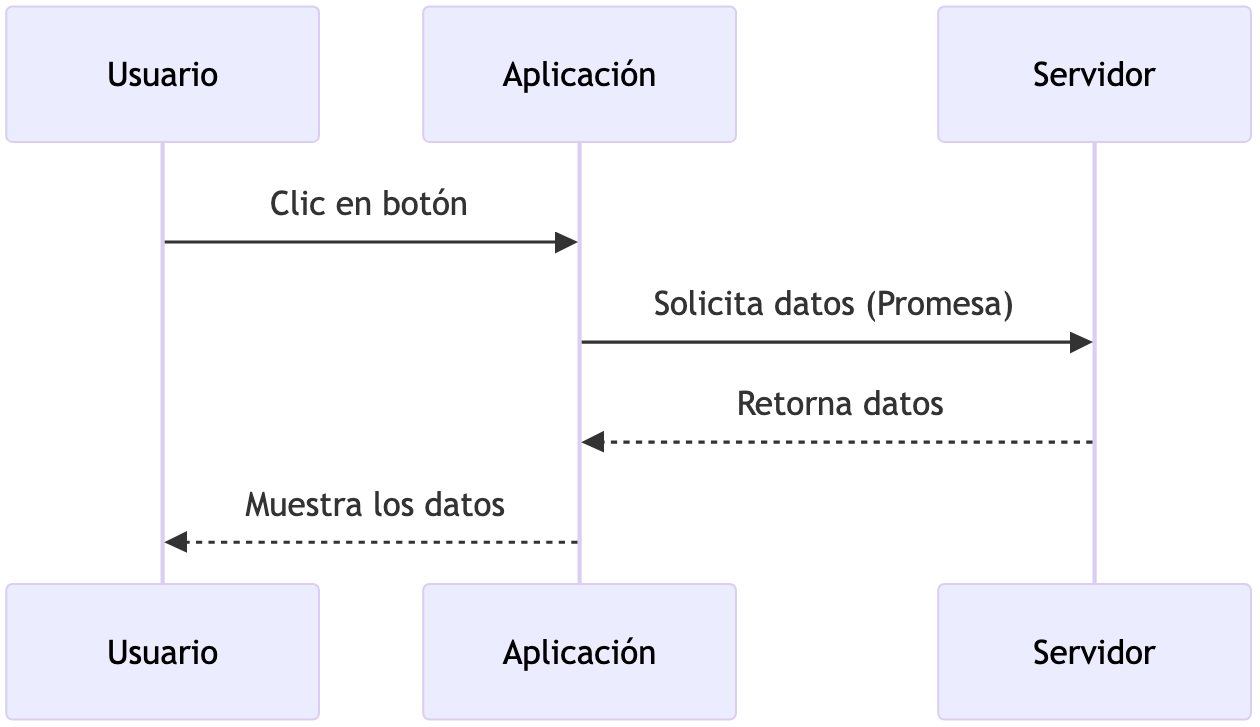 Usuario
Aplicación
Servidor
Clic en botón
Solicita datos (Promesa)
Retorna datos
Muestra los datos
Usuario
Aplicación
Servidor